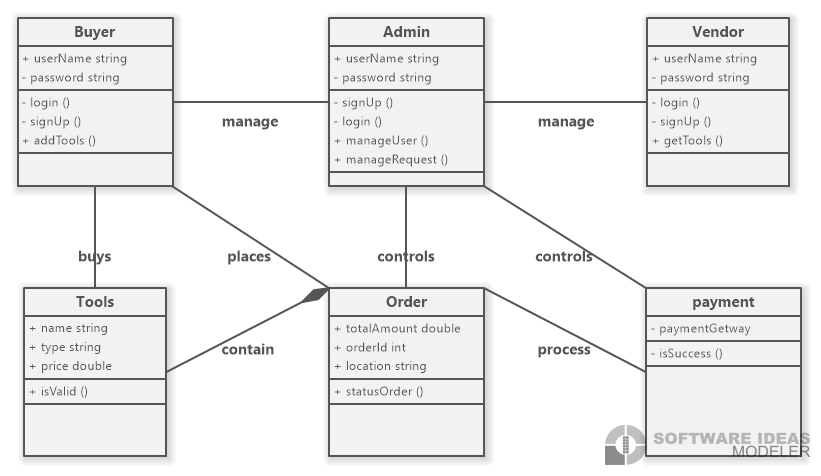 Buyer
+ userName string
- password string
- login ()
- signUp ()
+ addTools ()
manage
Admin
+ userName string
- password string
- signUp ()
- login ()
+ manageUser ()
+ manageRequest ()
manage
Vendor
+ userName string
- password string
- login ()
- signUp ()
+ getTools ()
buys
places
controls
controls
Tools
+ name string
+ type string
+ price double
+ isValid ()
contain
Order
+ totalAmount double
+ orderId int
+ location string
+ statusOrder ()
process
payment
- paymentGetway
- isSuccess ()
SOFTWARE IDEAS
MODELER